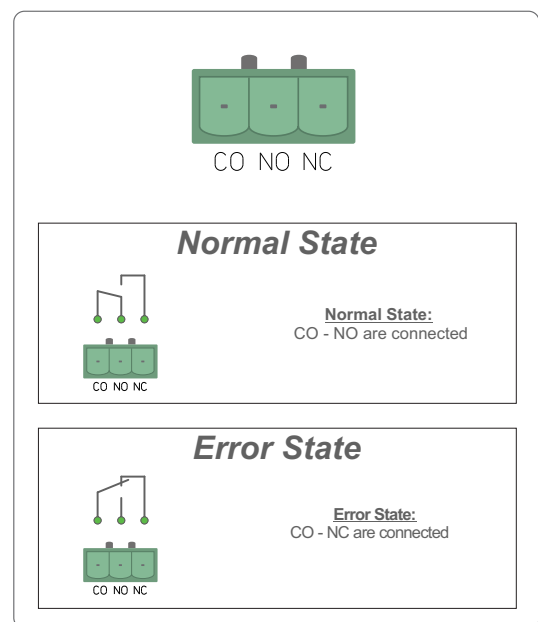 CO NO NC
Normal State
Normal State:
CO - NO are connected
CO NO NC
Error State
Error State:
CO - NC are connected
CO NO NC